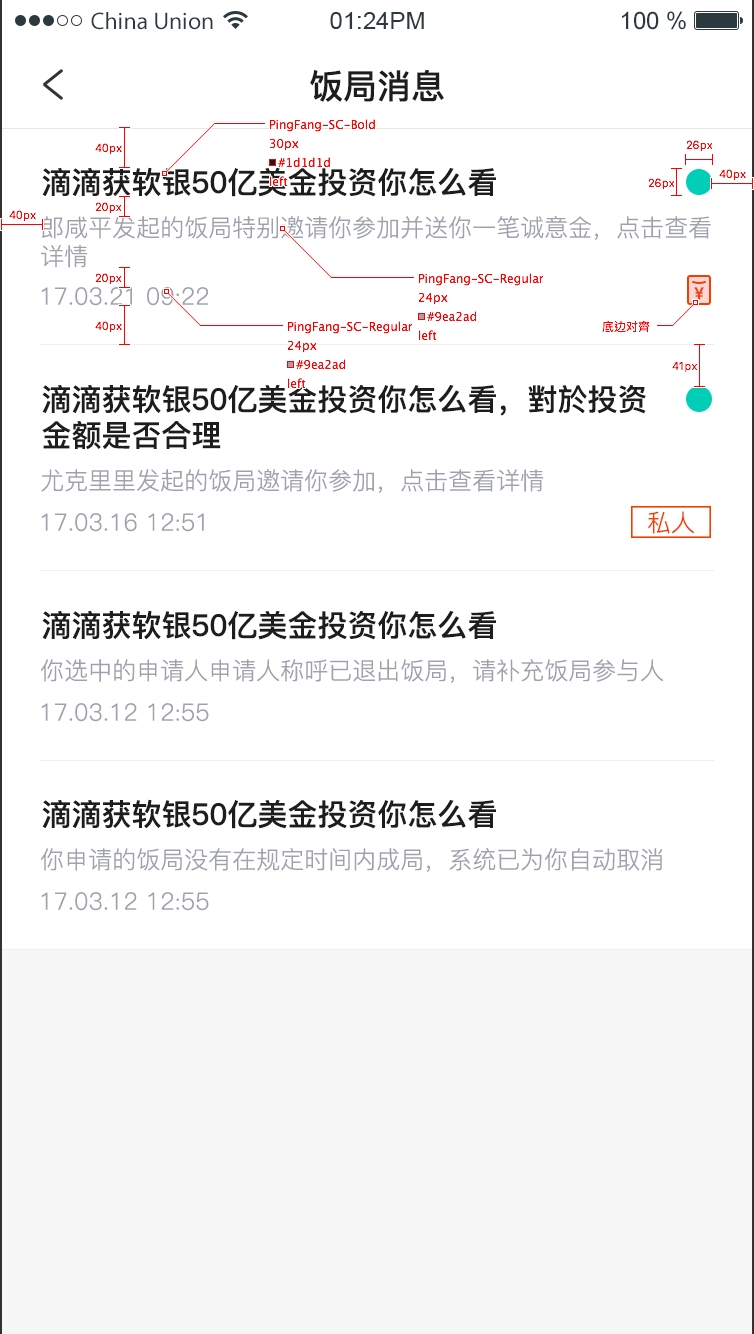 China Union 01:24PM 100 %
饭局消息
PingFang-SC-Bold
30px
#1d1d1d
left
40px
26px
26px
40px
滴滴获软银50亿美金投资你怎么看
20px
40px
郎咸平发起的饭局特别邀请你参加并送你一笔诚意金，点击查看
详情
20px
17.03.21 09:22
PingFang-SC-Regular
24px
#9ea2ad
left
40px
PingFang-SC-Regular
24px
#9ea2ad
left
¥
底边对齊
41px
滴滴获软银50亿美金投资你怎么看，對於投资
金额是否合理
尤克里里发起的饭局邀请你参加，点击查看详情
17.03.16 12:51
私人
滴滴获软银50亿美金投资你怎么看
你选中的申请人申请人称呼已退出饭局，请补充饭局参与人
17.03.12 12:55
滴滴获软银50亿美金投资你怎么看
你申请的饭局没有在规定时间内成局，系统已为你自动取消
17.03.12 12:55